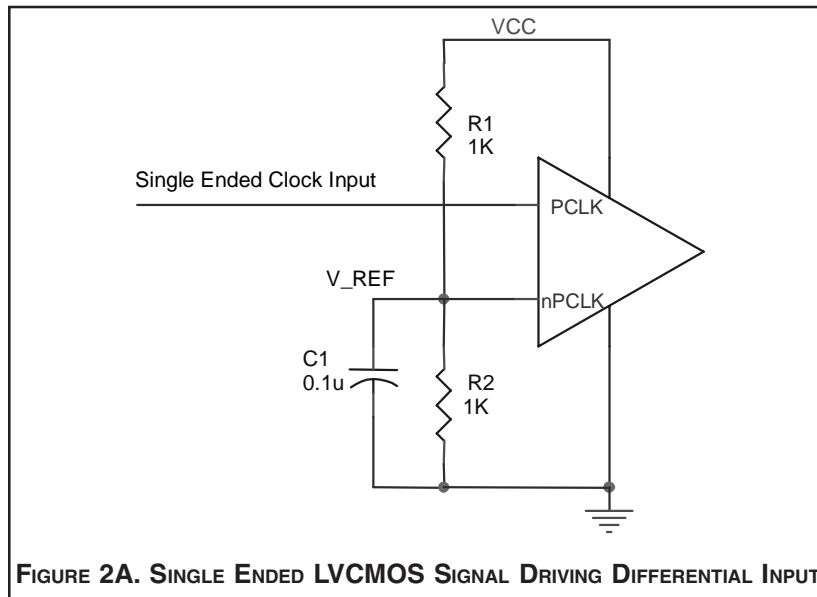 VCC
R1
1K
Single Ended Clock Input
PCLK
V_REF
nPCLK
C1
0.1u
R2
1K
FIGURE 2A. SINGLE ENDED LVCMOS SIGNAL DRIVING DIFFERENTIAL INPUT